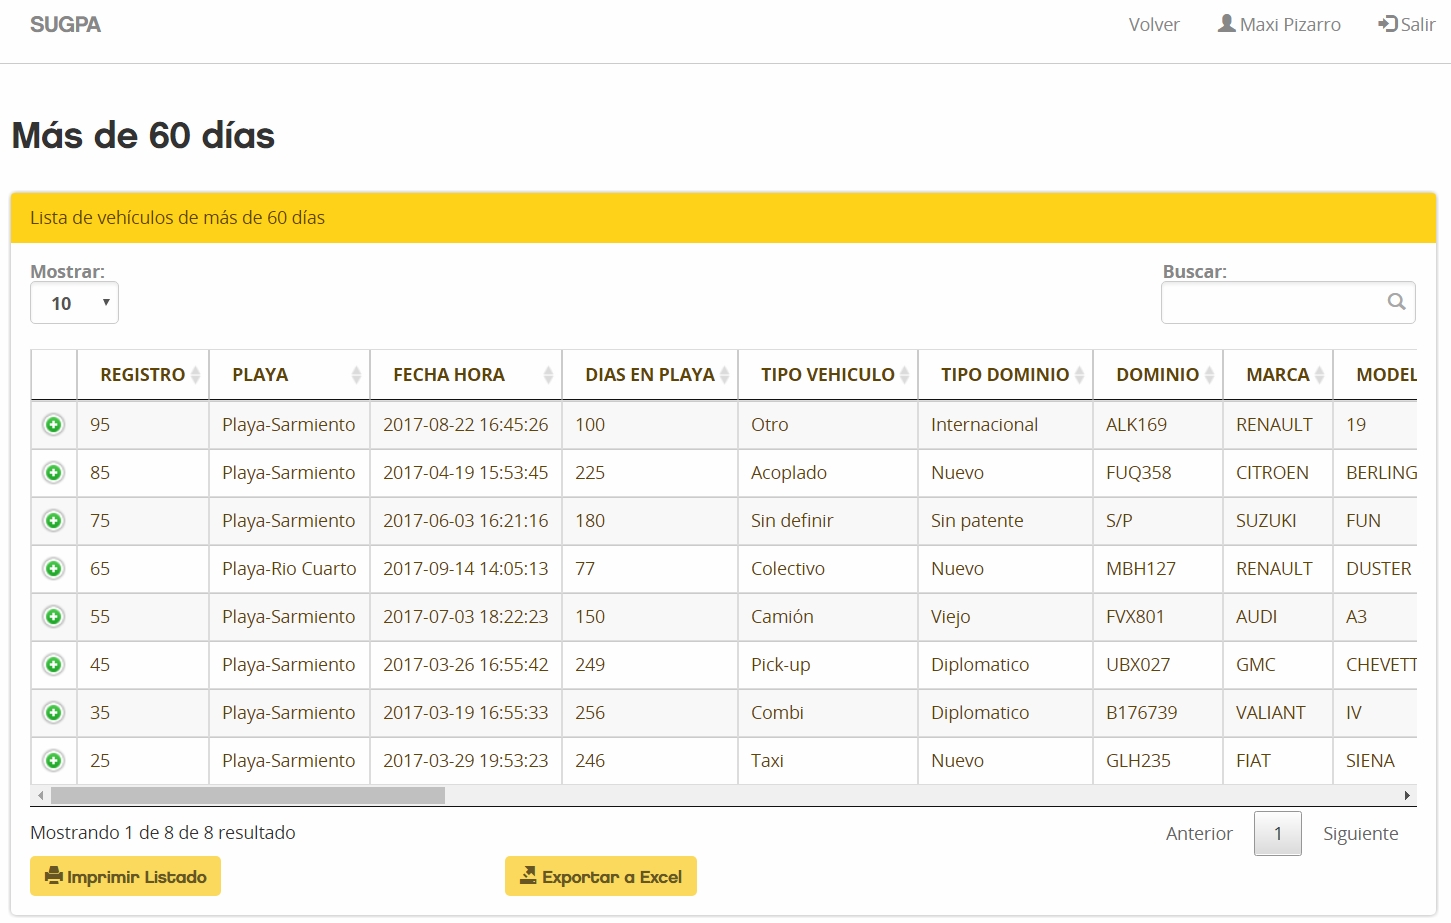 SUGPA Volver Maxi Pizarro Salir
Más de 60 días
Lista de vehículos de más de 60 días
Mostrar: Buscar:
10
REGISTRO PLAYA FECHA HORA DIAS EN PLAYA TIPO VEHICULO TIPO DOMINIO DOMINIO MARCA MODEL
95 Playa-Sarmiento 2017-08-22 16:45:26 100 Otro Internacional ALK169 RENAULT 19
85 Playa-Sarmiento 2017-04-19 15:53:45 225 Acoplado Nuevo FUQ358 CITROEN BERLING
75 Playa-Sarmiento 2017-06-03 16:21:16 180 Sin definir Sin patente S/P SUZUKI FUN
65 Playa-Rio Cuarto 2017-09-14 14:05:13 77 Colectivo Nuevo MBH127 RENAULT DUSTER
55 Playa-Sarmiento 2017-07-03 18:22:23 150 Camión Viejo FVX801 AUDI A3
45 Playa-Sarmiento 2017-03-26 16:55:42 249 Pick-up Diplomatico UBX027 GMC CHEVETT
35 Playa-Sarmiento 2017-03-19 16:55:33 256 Combi Diplomatico B176739 VALIANT IV
25 Playa-Sarmiento 2017-03-29 19:53:23 246 Taxi Nuevo GLH235 FIAT SIENA
Mostrando 1 de 8 de 8 resultado Anterior 1 Siguiente
Imprimir Listado Exportar a Excel